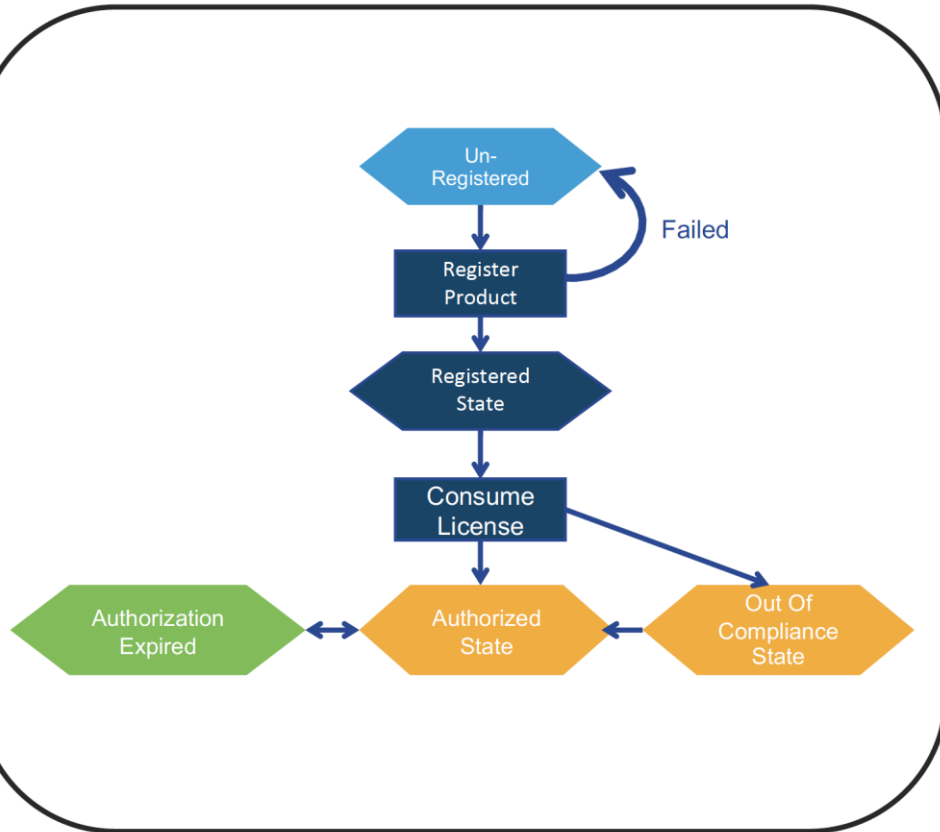 Un-
Registered
Failed
Register
Product
Registered
State
Consume
License
Authorization
Expired
Authorized
State
Out Of
Compliance
State